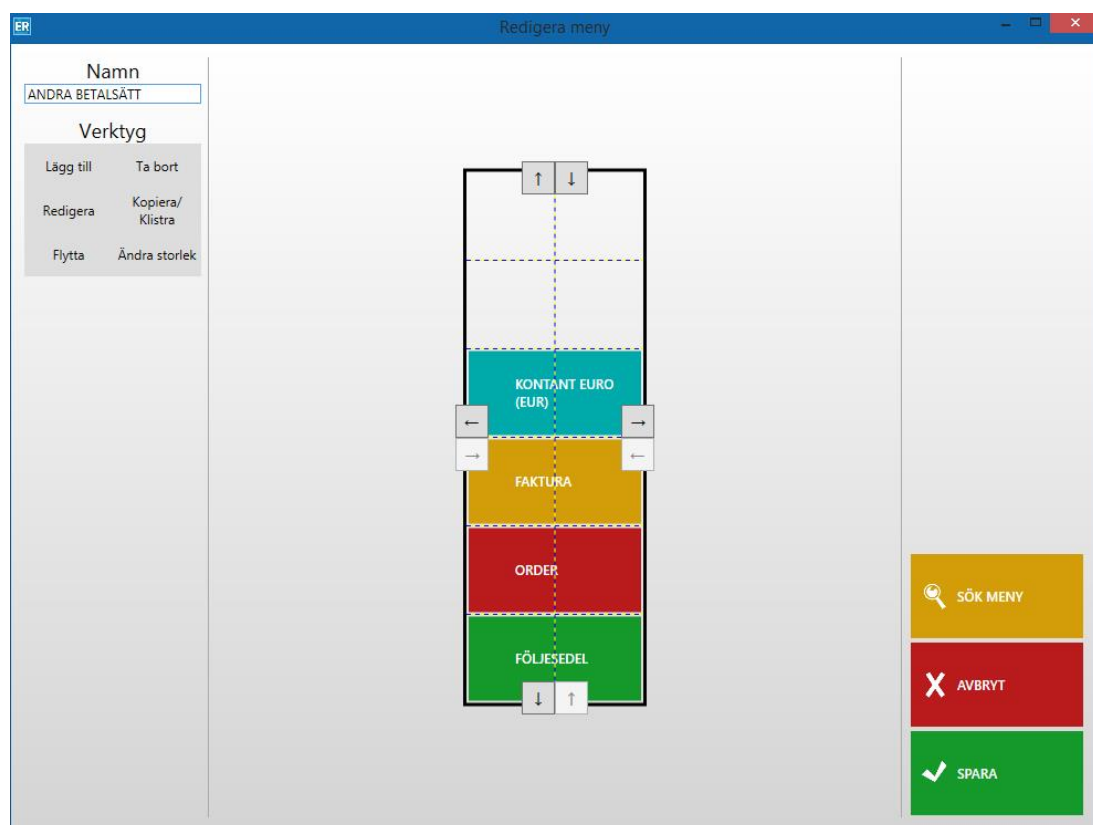 ER
Redigera meny
Namn
ANDRA BETALSÄTT
Verktyg
Lägg till
Ta bort
Redigera
Kopiera/
Klistra
Flytta
Ändra storlek
↑ ↓
KONTANT EURO
(EUR)
← →
→ ←
FAKTURA
ORDER
FÖLJESEDEL
↓ ↑
SÖK MENY
AVBRYT
SPARA